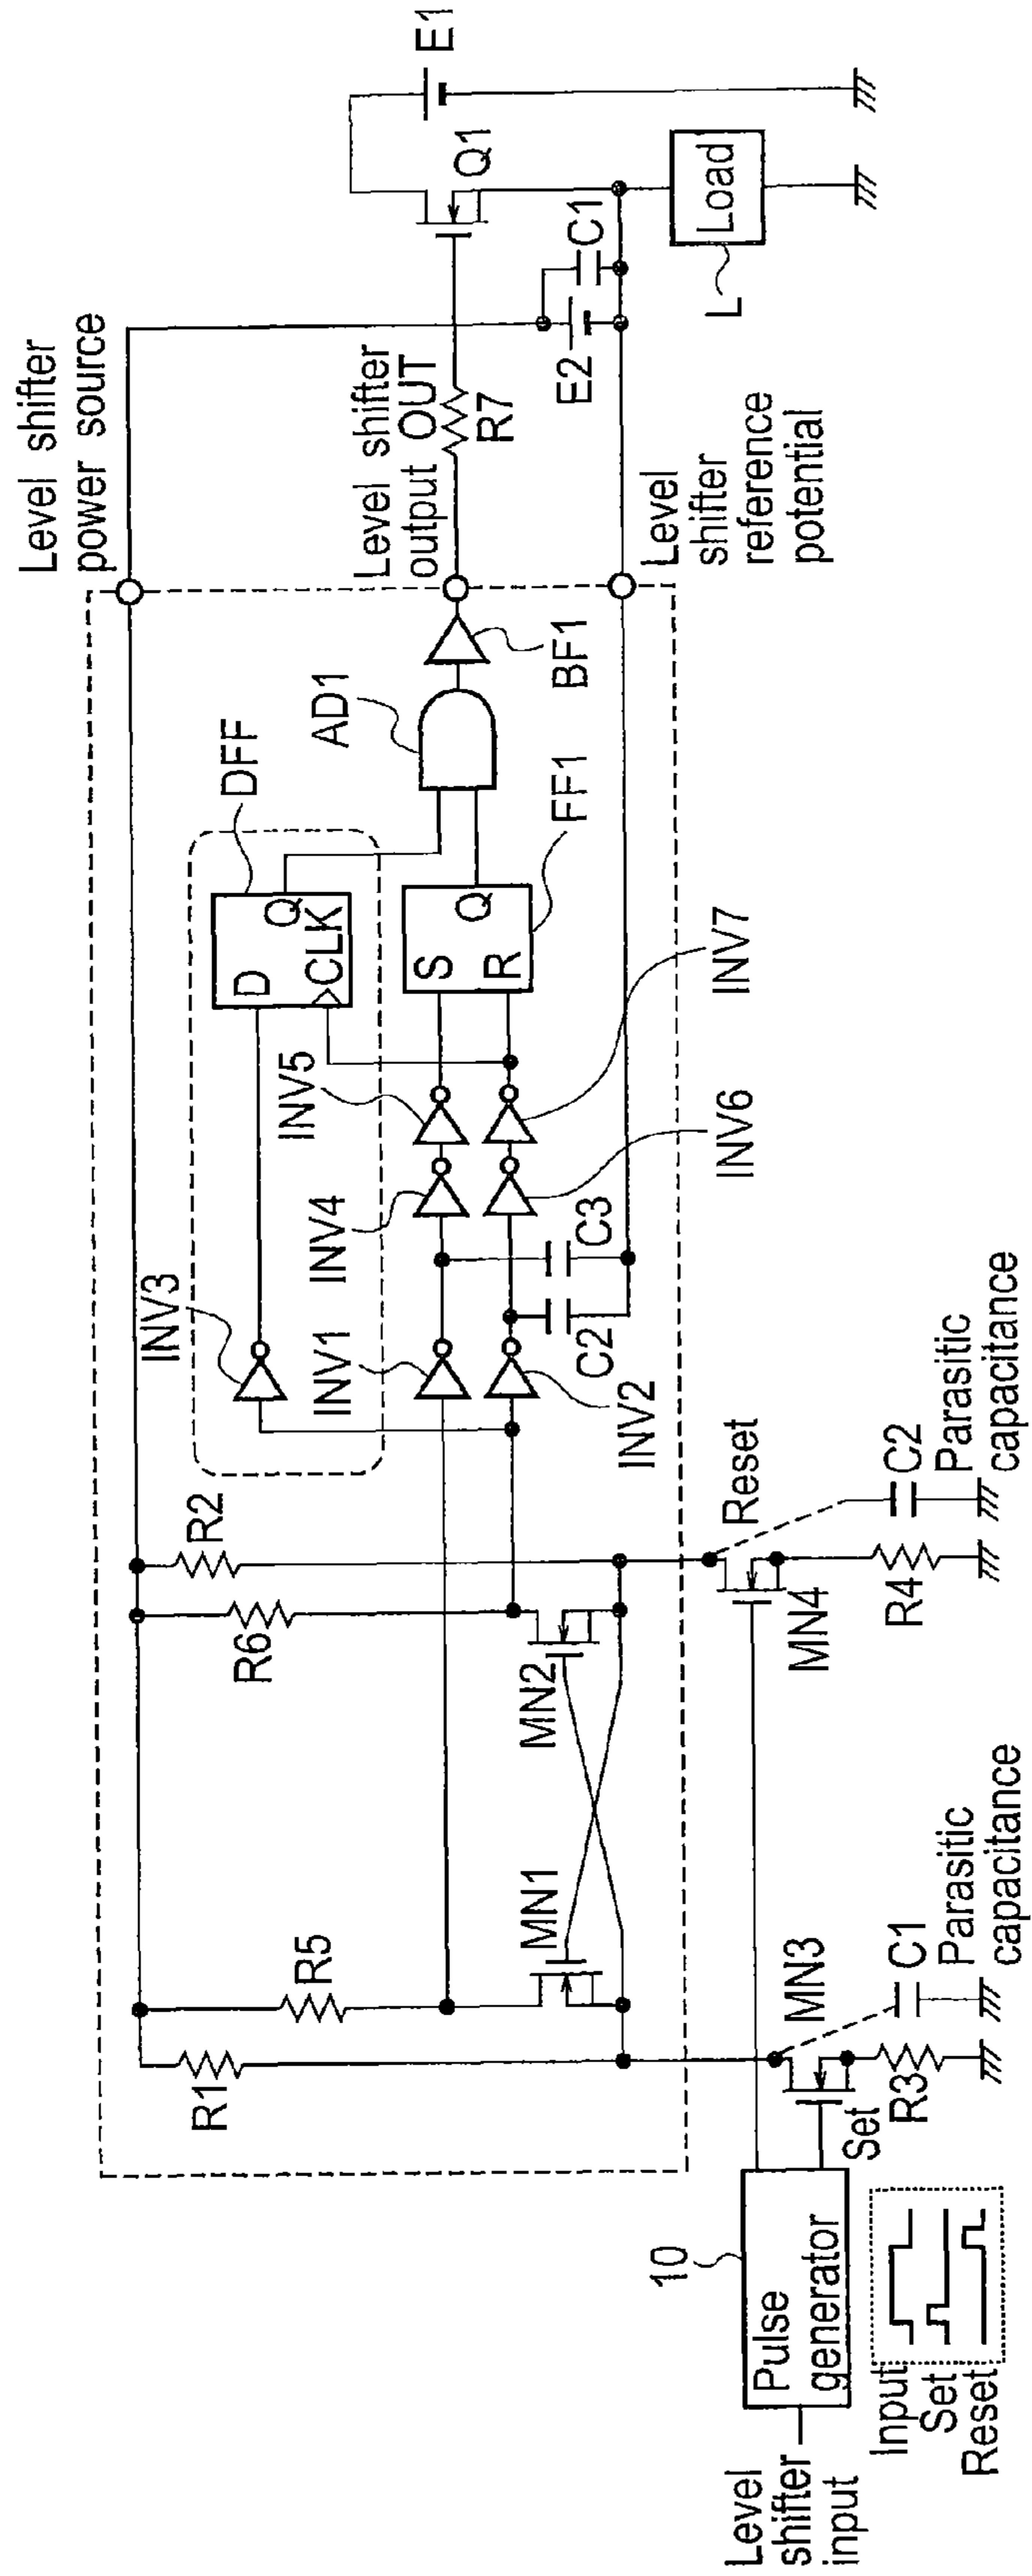 Level shifter
power source
E1
Q1
Level shifter
output OUT
R7
C1
E2
Load
L
Level
shifter
reference
potential
DFF
AD1
BF1
D
Q
CLK
S
R
Q
FF1
INV3
INV5
INV4
INV1
INV7
INV6
C3
C2
INV2
R2
R6
R5
R1
MN2
MN1
Reset
MN4
R4
C2
Parasitic
capacitance
MN3
Set
R3
C1
Parasitic
capacitance
10
Pulse
generator
Level
shifter
input
Input
Set
Reset